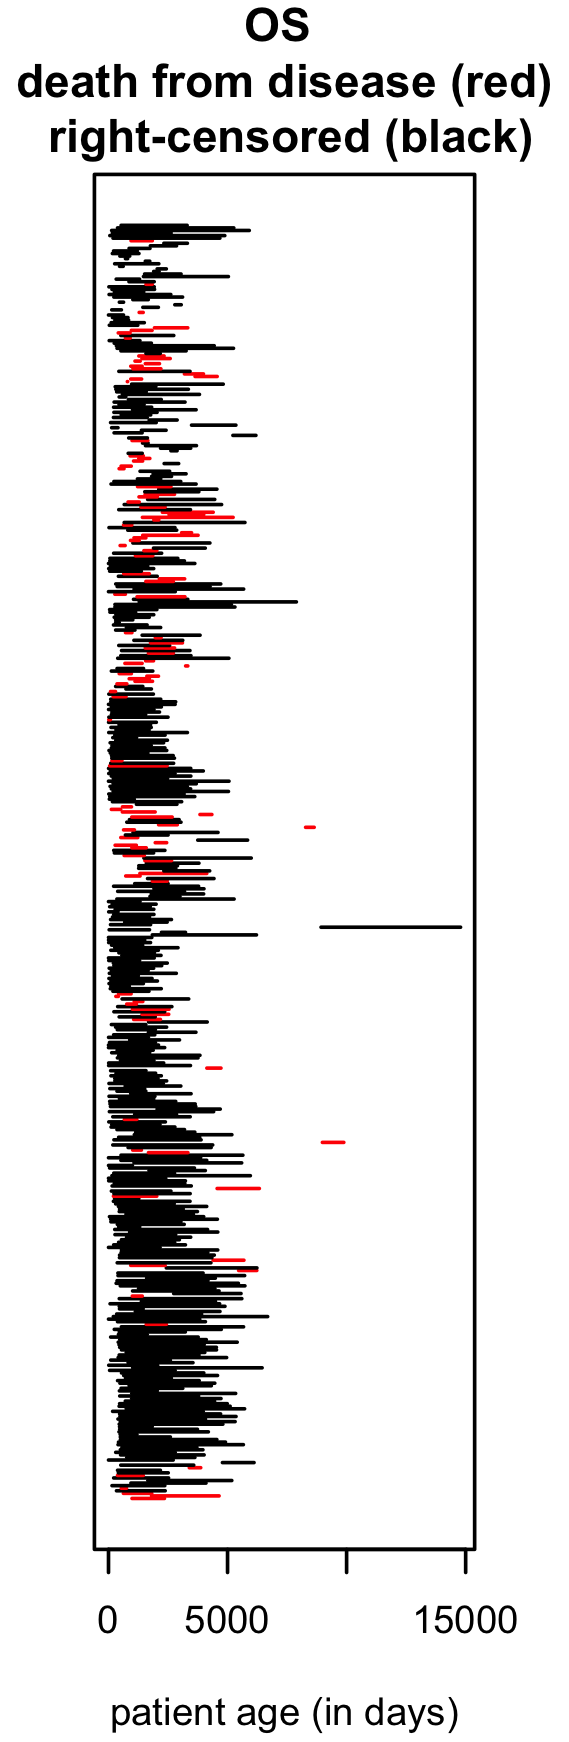 OS
death from disease (red)
right-censored (black)
0 5000 15000
patient age (in days)